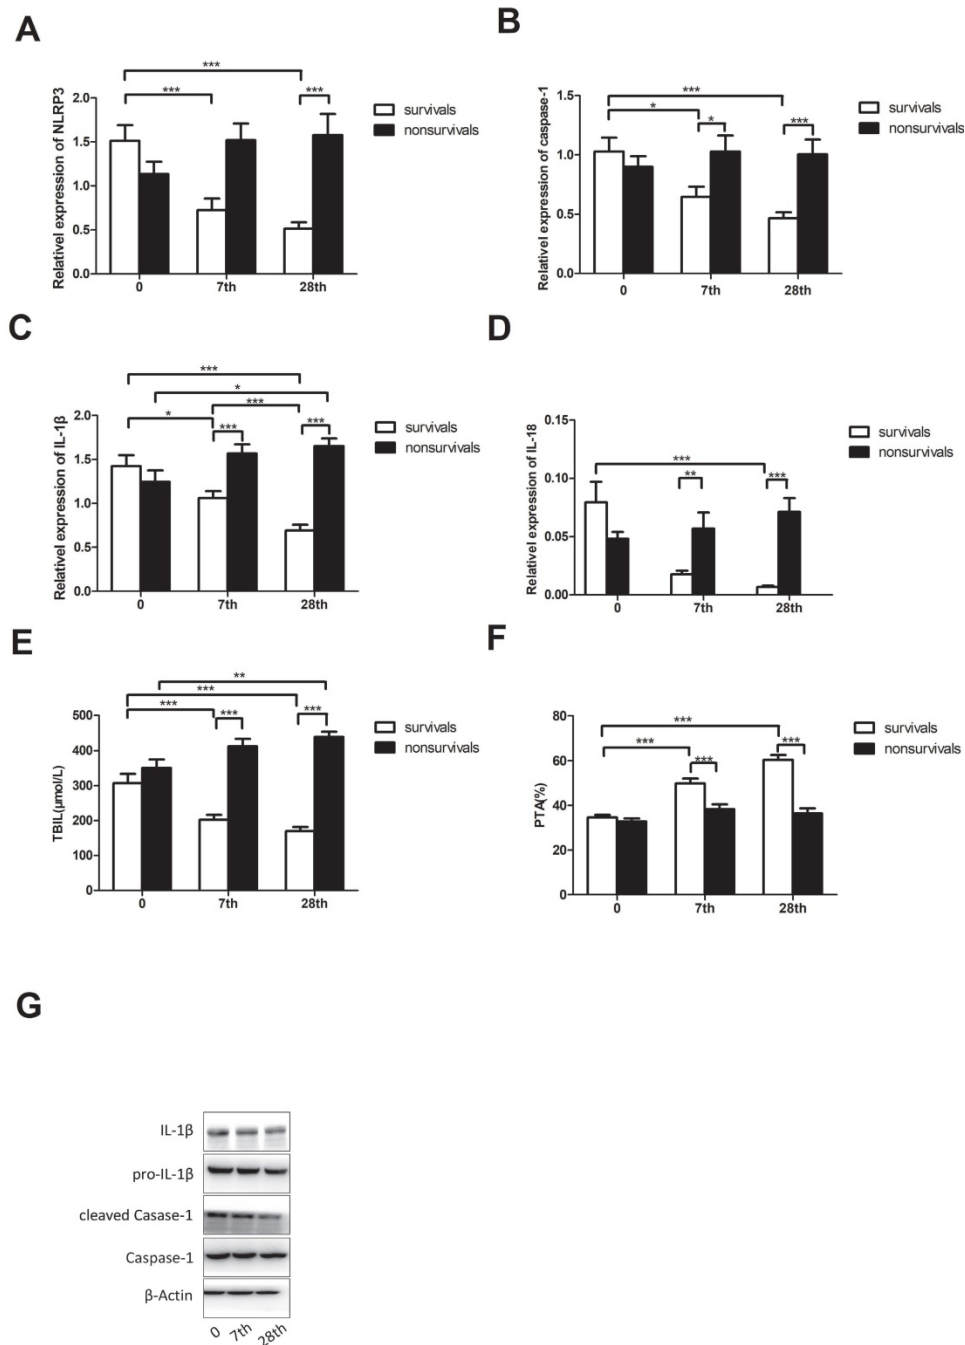 A
***
***
***
2.0
1.5
1.0
0.5
0.0
Relativel expression of NLRP3
0
7th
28th
survivals
nonsurvivals
B
***
*
*
***
1.5
1.0
0.5
0.0
Relativel exression of caspase-1
0
7th
28th
survivals
nonsurvivals
C
***
*
*
***
***
***
2.0
1.5
1.0
0.5
0.0
Relativel expression of IL-1β
0
7th
28th
survivals
nonsurvivals
D
***
**
***
0.15
0.10
0.05
0.00
Relativel expression of IL-18
0
7th
28th
survivals
nonsurvivals
E
**
***
***
***
***
500
400
300
200
100
0
TBIL(μmol/L)
0
7th
28th
survivals
nonsurvivals
F
***
***
***
***
80
60
40
20
0
PTA(%)
0
7th
28th
survivals
nonsurvivals
G
IL-1β
pro-IL-1β
cleaved Casase-1
Caspase-1
β-Actin
0 7th 28th